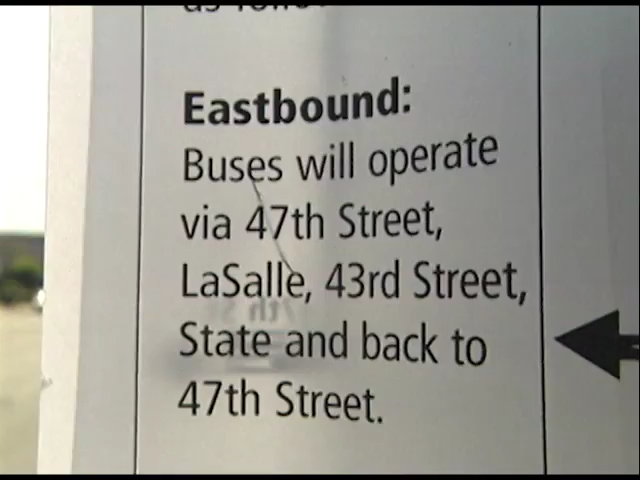 Eastbound:
Buses will operate
via 47th Street,
LaSalle, 43rd Street,
State and back to
47th Street.